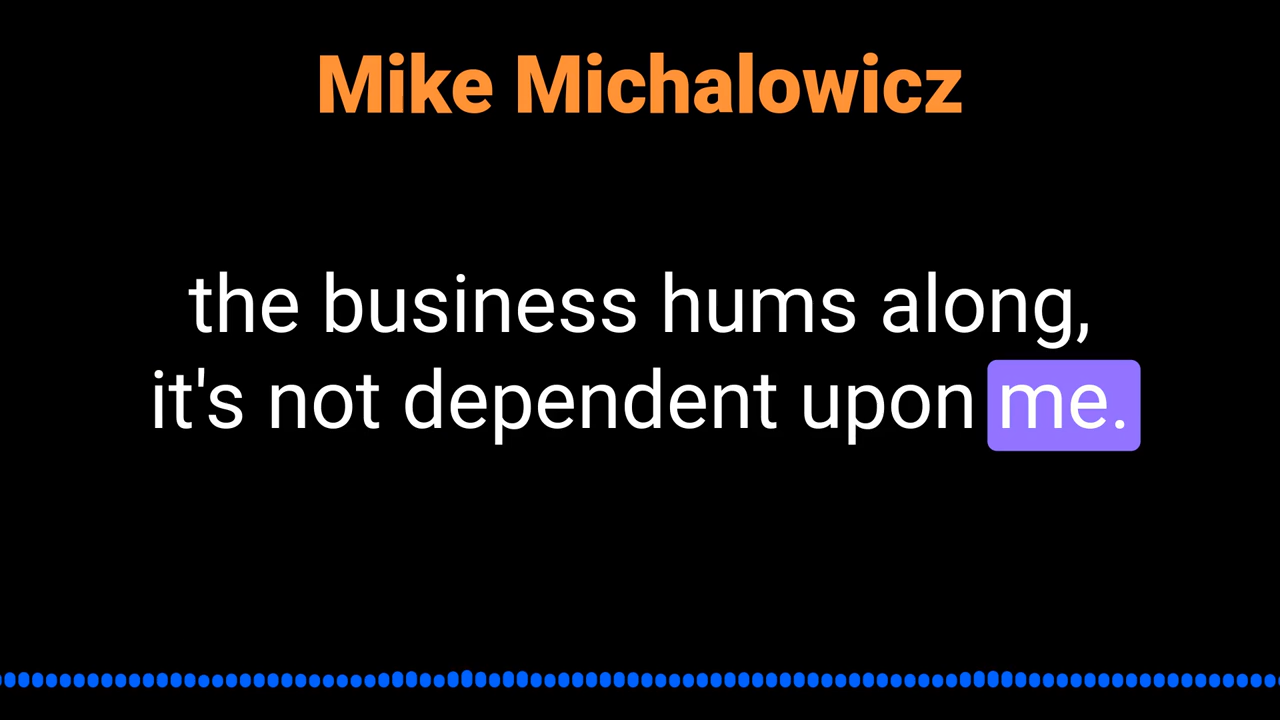 Mike Michalowicz
the business hums along,
it's not dependent upon me.